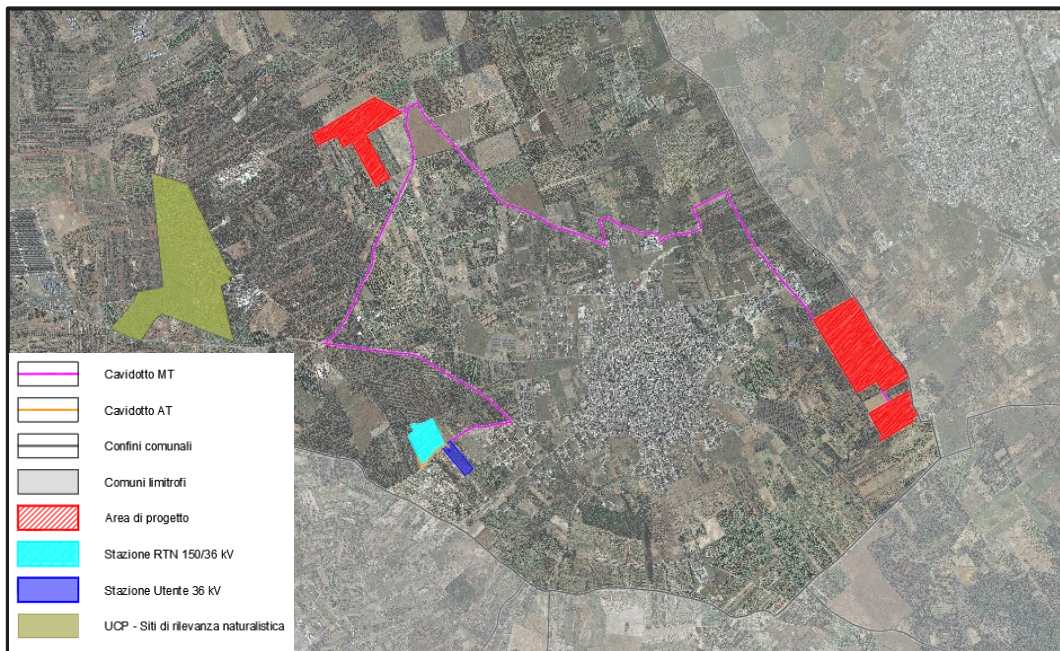 Cavidotto MT
Cavidotto AT
Confini comunali
Comuni limitrofi
Area di progetto
Stazione RTN 150/36 kV
Stazione Utente 36 kV
UCP - Siti di rilevanza naturalistica